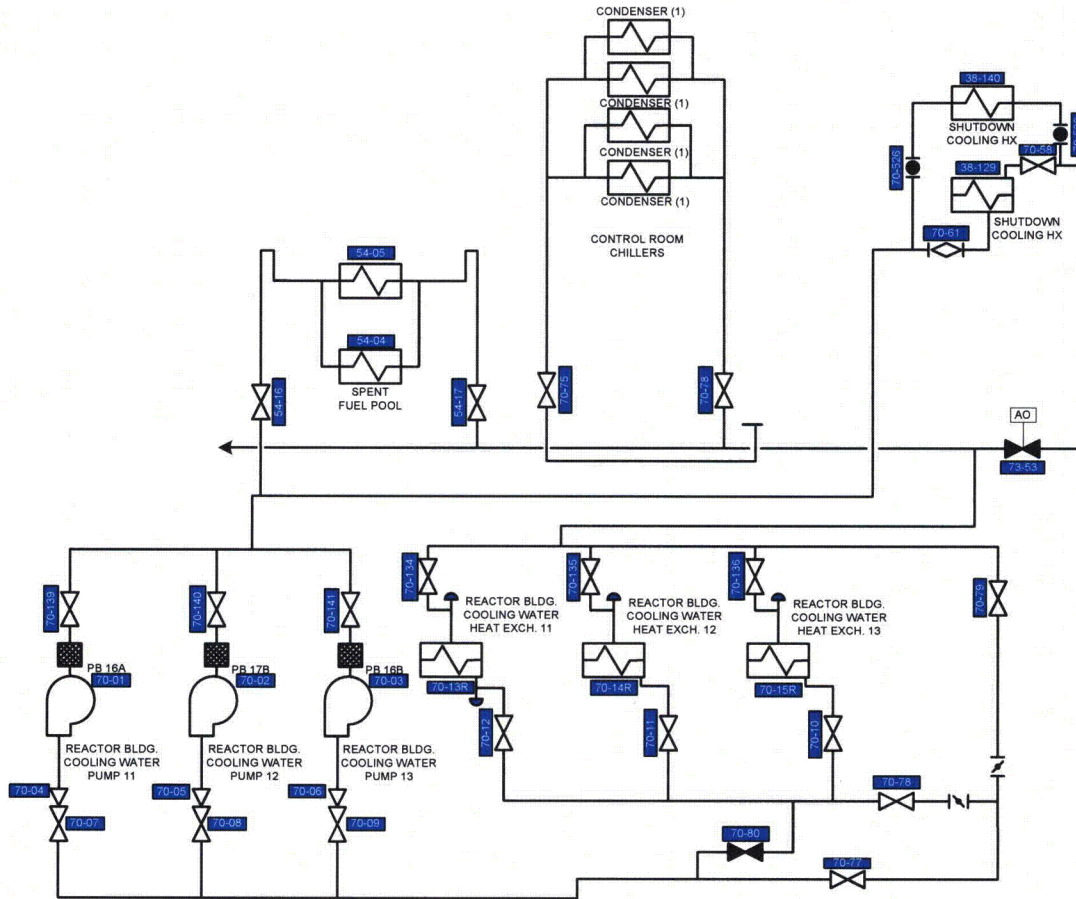 CONDENSER (1)
CONDENSER (1)
CONDENSER (1)
CONDENSER (1)
CONTROL ROOM
CHILLERS
70-75
70-78
54-05
54-04
SPENT
FUEL POOL
54-16
54-17
38-140
SHUTDOWN
COOLING HX
70-58
70-526
38-129
SHUTDOWN
COOLING HX
70-61
AO
73-53
70-139
70-140
70-141
PB 16A
70-01
PB 17B
70-02
PB 16B
70-03
REACTOR BLDG.
COOLING WATER
PUMP 11
REACTOR BLDG.
COOLING WATER
PUMP 12
REACTOR BLDG.
COOLING WATER
PUMP 13
70-04
70-05
70-06
70-07
70-08
70-09
70-134
70-135
70-136
70-79
REACTOR BLDG.
COOLING WATER
HEAT EXCH. 11
REACTOR BLDG.
COOLING WATER
HEAT EXCH. 12
REACTOR BLDG.
COOLING WATER
HEAT EXCH. 13
70-13R
70-14R
70-15R
70-12
70-11
70-10
70-78
70-80
70-77